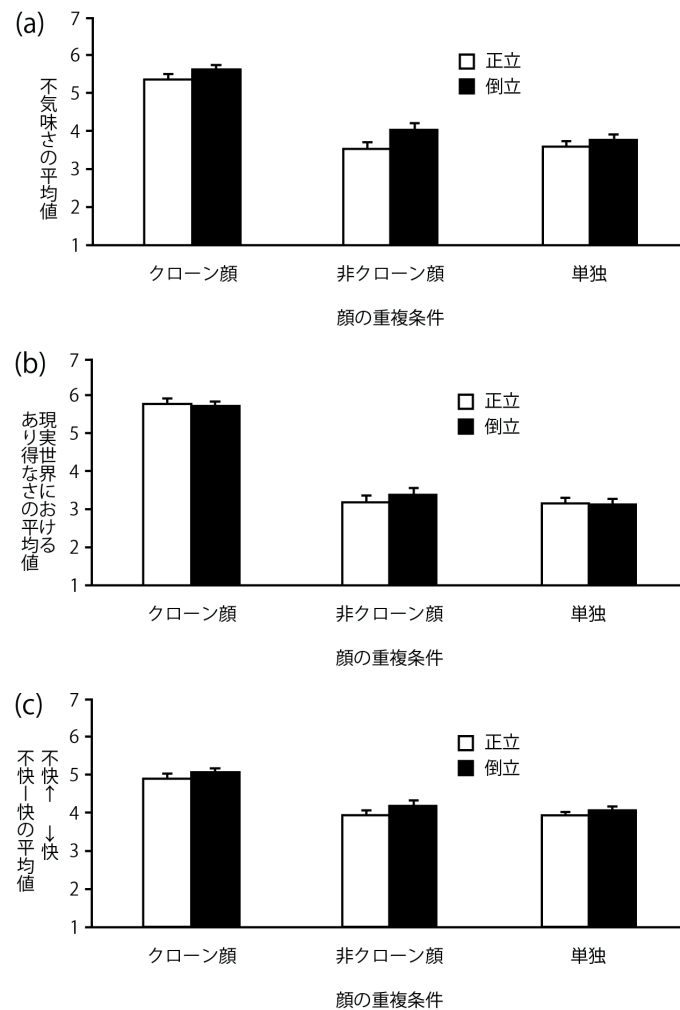 (a)
不気味さの平均値
7
6
5
4
3
2
1
正立
倒立
クローン顔
非クローン顔
単独
顔の重複条件
(b)
現実世界における
あり得なさの平均値
7
6
5
4
3
2
1
正立
倒立
クローン顔
非クローン顔
単独
顔の重複条件
(c)
不快↑ ↓快
不快ー快の平均値
7
6
5
4
3
2
1
正立
倒立
クローン顔
非クローン顔
単独
顔の重複条件